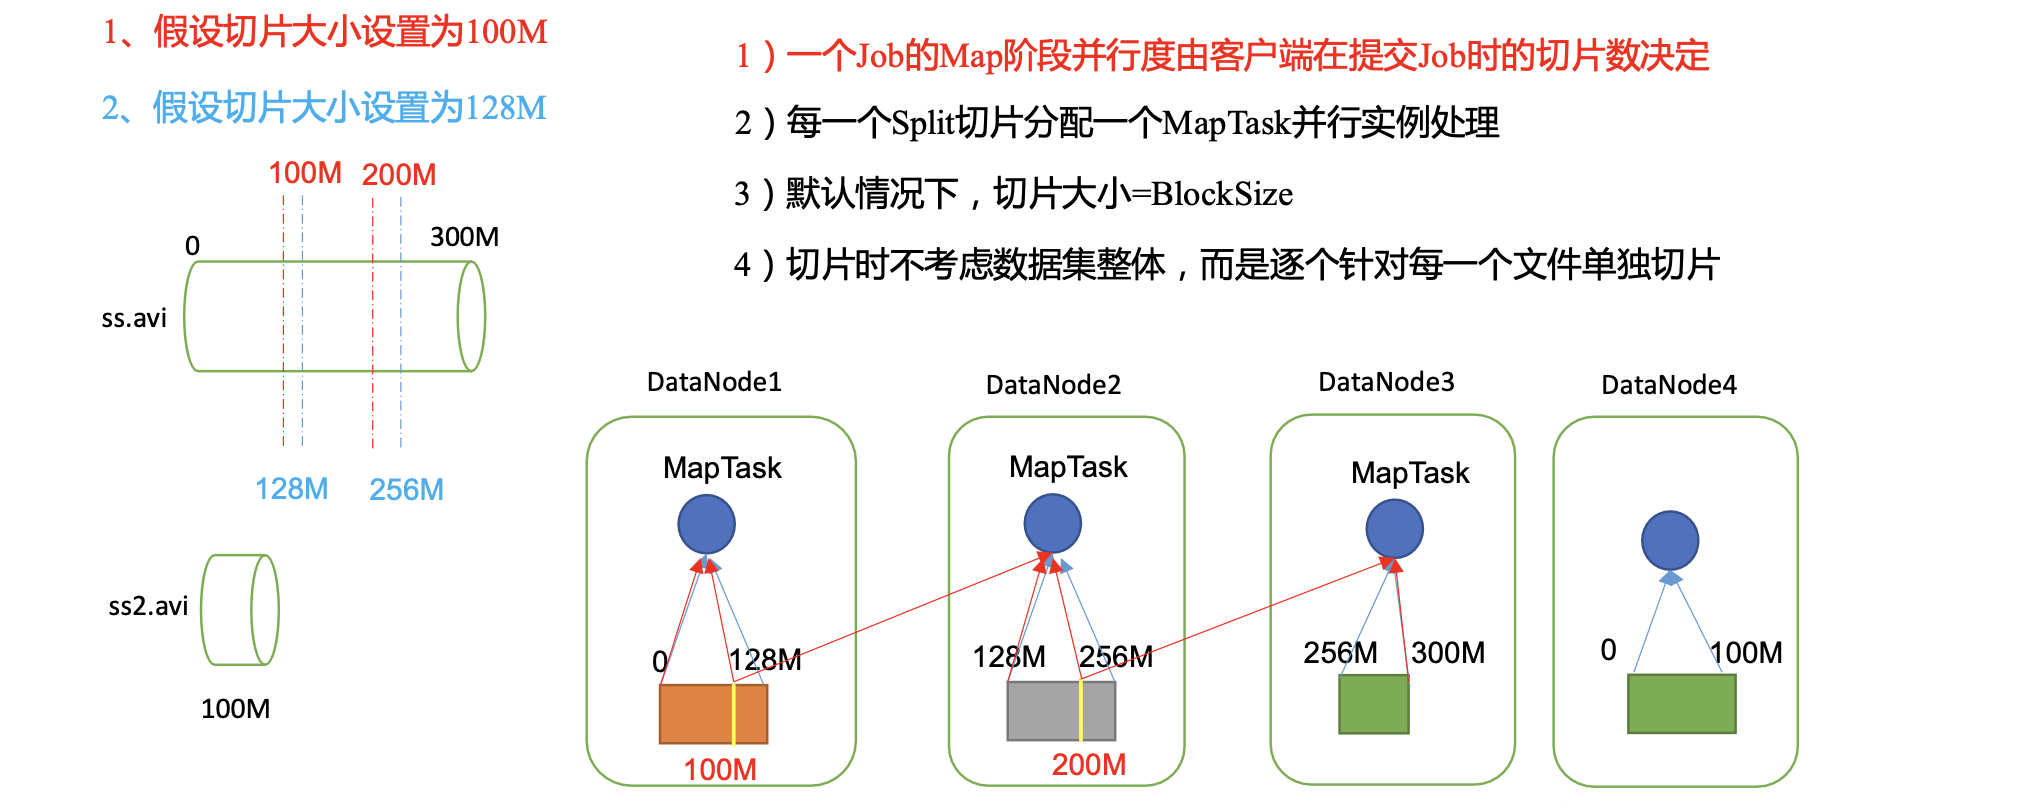 1、假设切片大小设置为100M
2、假设切片大小设置为128M
1）一个Job的Map阶段并行度由客户端在提交Job时的切片数决定
2）每一个Split切片分配一个MapTask并行实例处理
3）默认情况下，切片大小=BlockSize
4）切片时不考虑数据集整体，而是逐个针对每一个文件单独切片
100M 200M
0 300M
ss.avi
128M 256M
ss2.avi
100M
DataNode1 DataNode2 DataNode3 DataNode4
MapTask MapTask MapTask
0 128M 128M 256M 256M 300M 0 100M
100M 200M